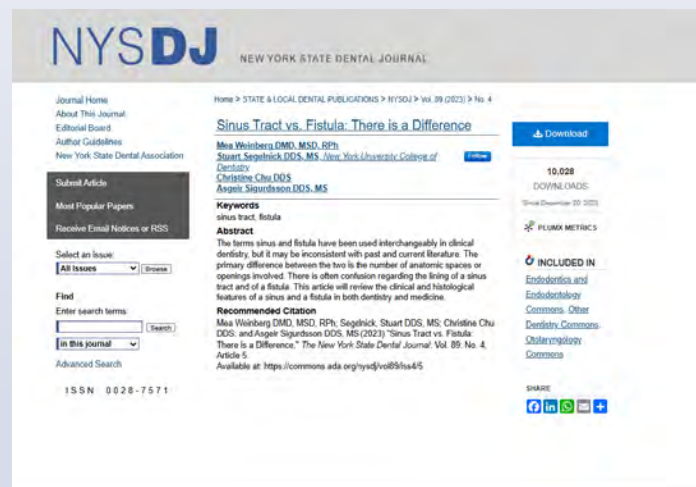 NYSDJ NEW YORK STATE DENTAL JOURNAL
Journal Home
About This Journal
Editorial Board
Author Guidelines
New York State Dental Association
Submit Article
Most Popular Papers
Receive Email Notices or RSS
Select an issue:
All Issues
Browse
Find
Enter search terms:
Search
in this journal
Advanced Search
ISSN 0028-7571
Home > STATE & LOCAL DENTAL PUBLICATIONS > NYSDJ > Vol. 89 (2023) > No. 4
Sinus Tract vs. Fistula: There is a Difference
Mea Weinberg DMD, MSD, RPh
Stuart Segelnick DDS, MS, New York University College of
Dentistry
Follow
Christine Chu DDS
Asgeir Sigurdsson DDS, MS
Keywords
sinus tract, fistula
Abstract
The terms sinus and fistula have been used interchangeably in clinical
dentistry, but it may be inconsistent with past and current literature. The
primary difference between the two is the number of anatomic spaces or
openings involved. There is often confusion regarding the lining of a sinus
tract and of a fistula. This article will review the clinical and histological
features of a sinus and a fistula in both dentistry and medicine.
Recommended Citation
Mea Weinberg DMD, MSD, RPh; Segelnick, Stuart DDS, MS; Christine Chu
DDS; and Asgeir Sigurdsson DDS, MS (2023) "Sinus Tract vs. Fistula:
There is a Difference," The New York State Dental Journal: Vol. 89: No. 4,
Article 5.
Available at: https://commons.ada.org/nysdj/vol89/iss4/5
Download
10,028
DOWNLOADS
Since December 20, 2023
PLUMX METRICS
INCLUDED IN
Endodontics and
Endodontology
Commons, Other
Dentistry Commons,
Otolaryngology
Commons
SHARE